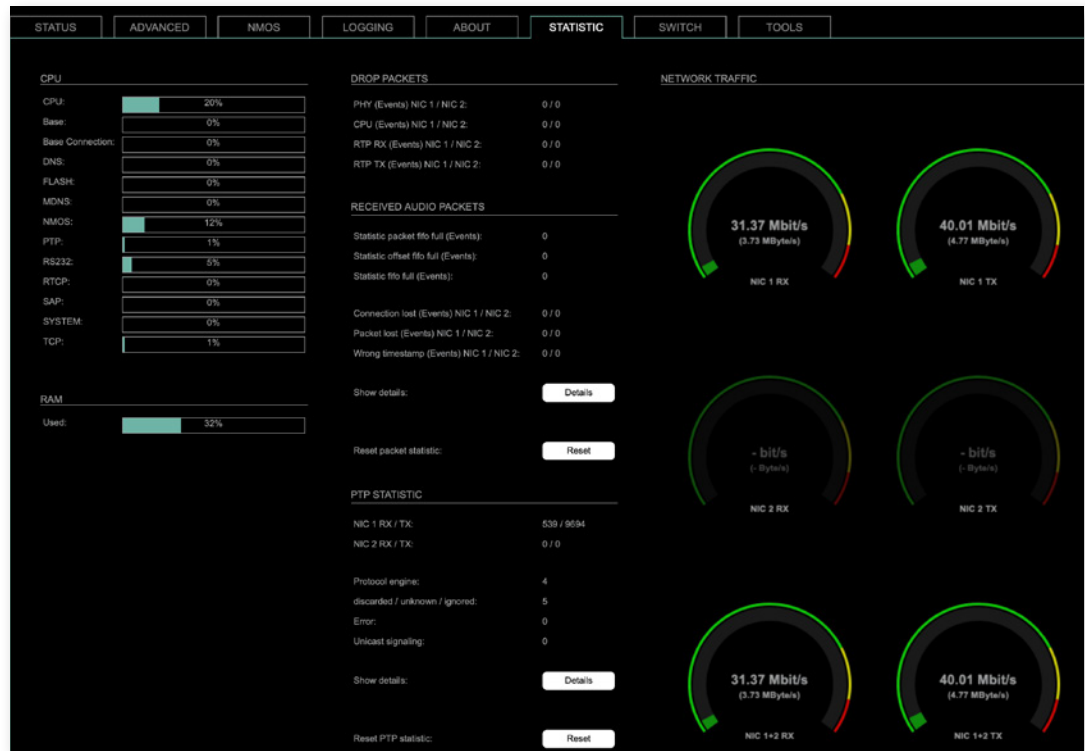 STATUS ADVANCED NMOS LOGGING ABOUT STATISTIC SWITCH TOOLS
CPU
CPU: 20%
Base: 0%
Base Connection: 0%
DNS: 0%
FLASH: 0%
MDNS: 0%
NMOS: 12%
PTP: 1%
RS232: 5%
RTCP: 0%
SAP: 0%
SYSTEM: 0%
TCP: 1%
RAM
Used: 32%
DROP PACKETS
PHY (Events) NIC 1 / NIC 2: 0 / 0
CPU (Events) NIC 1 / NIC 2: 0 / 0
RTP RX (Events) NIC 1 / NIC 2: 0 / 0
RTP TX (Events) NIC 1 / NIC 2: 0 / 0
RECEIVED AUDIO PACKETS
Statistic packet fifo full (Events): 0
Statistic offset fifo full (Events): 0
Statistic fifo full (Events): 0
Connection lost (Events) NIC 1 / NIC 2: 0 / 0
Packet lost (Events) NIC 1 / NIC 2: 0 / 0
Wrong timestamp (Events) NIC 1 / NIC 2: 0 / 0
Show details: Details
Reset packet statistic: Reset
PTP STATISTIC
NIC 1 RX / TX: 539 / 9694
NIC 2 RX / TX: 0 / 0
Protocol engine: 4
discarded / unknown / ignored: 5
Error: 0
Unicast signaling: 0
Show details: Details
Reset PTP statistic: Reset
NETWORK TRAFFIC
31.37 Mbit/s
(3.73 MByte/s)
NIC 1 RX
40.01 Mbit/s
(4.77 MByte/s)
NIC 1 TX
- bit/s
(- Byte/s)
NIC 2 RX
- bit/s
(- Byte/s)
NIC 2 TX
31.37 Mbit/s
(3.73 MByte/s)
NIC 1+2 RX
40.01 Mbit/s
(4.77 MByte/s)
NIC 1+2 TX